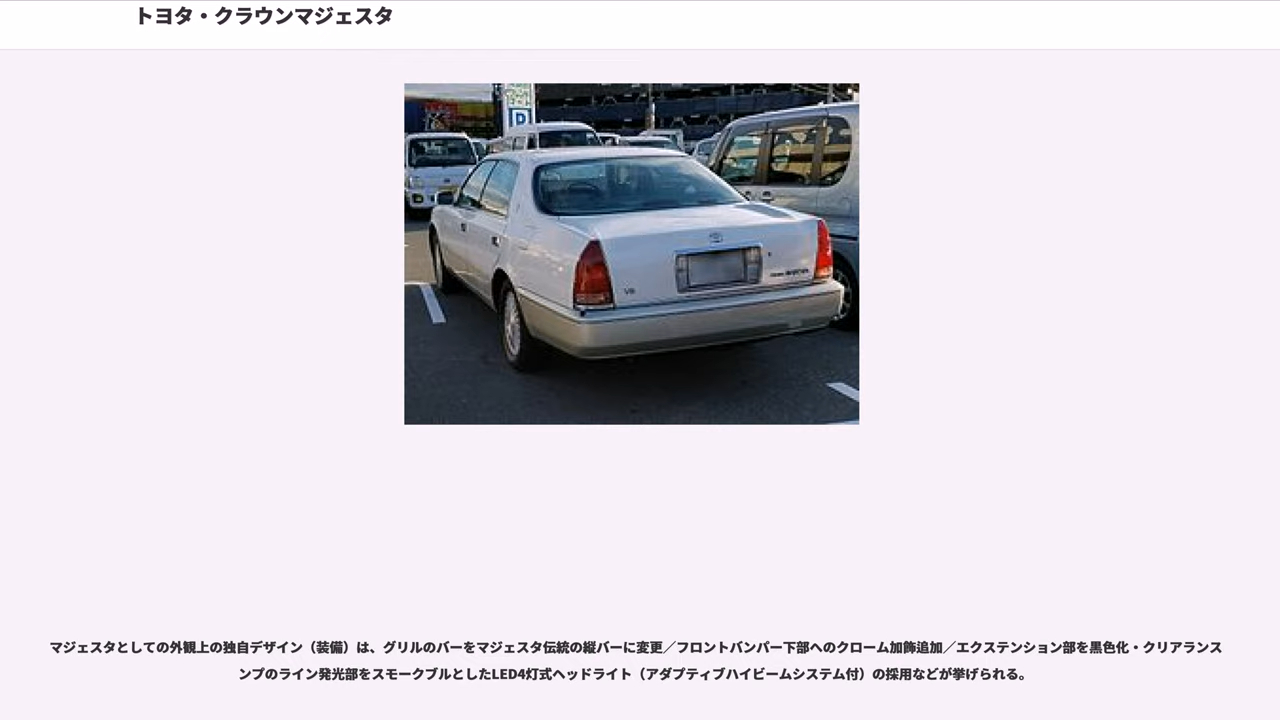 トヨタ・クラウンマジェスタ
P
V8
マジェスタとしての外観上の独自デザイン（装備）は、グリルのバーをマジェスタ伝統の縦バーに変更／フロントバンパー下部へのクローム加飾追加／エクステンション部を黒色化・クリアランス
ンプのライン発光部をスモークブルとしたLED4灯式ヘッドライト（アダプティブハイビームシステム付）の採用などが挙げられる。